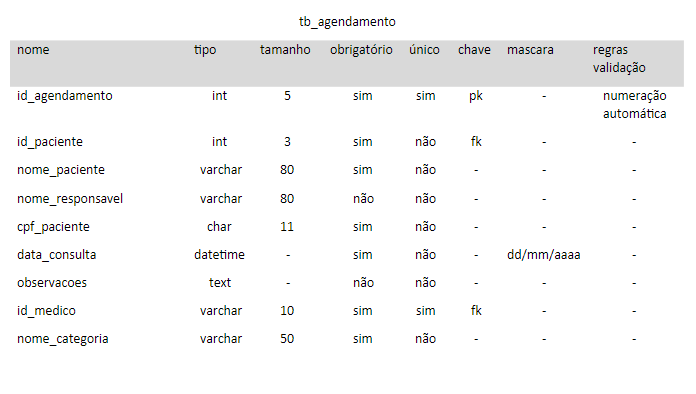 tb_agendamento
nome tipo tamanho obrigatório único chave mascara regras validação
id_agendamento int 5 sim sim pk - numeração automática
id_paciente int 3 sim não fk - -
nome_paciente varchar 80 sim não - - -
nome_responsavel varchar 80 não não - - -
cpf_paciente char 11 sim não - - -
data_consulta datetime - sim não - dd/mm/aaaa -
observacoes text - não não - - -
id_medico varchar 10 sim sim fk - -
nome_categoria varchar 50 sim não - - -